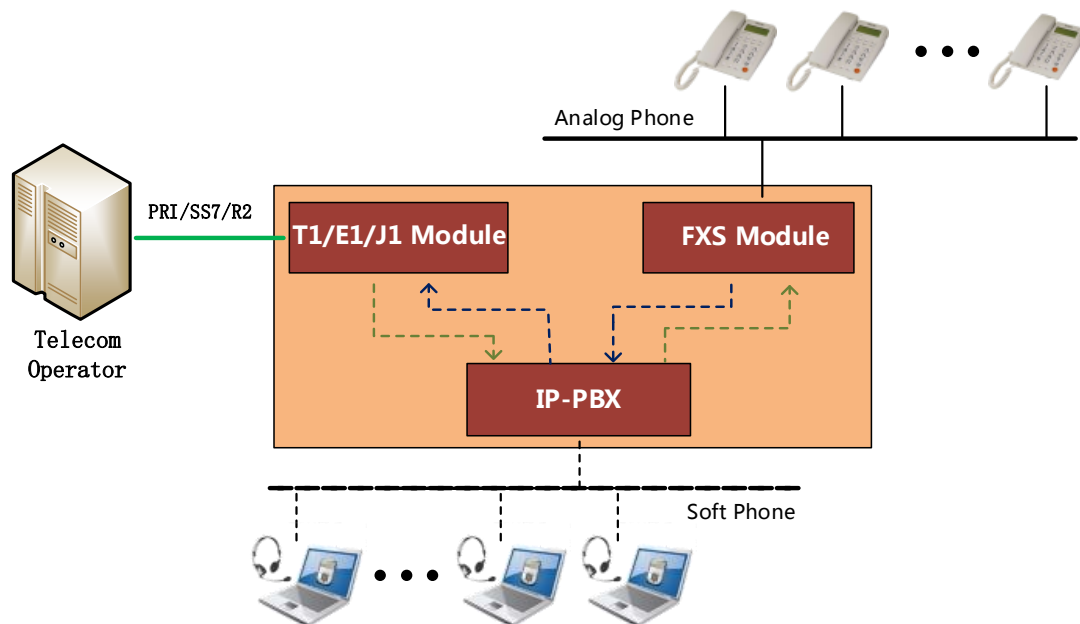 Analog Phone
PRI/SS7/R2
T1/E1/J1 Module
FXS Module
Telecom
Operator
IP-PBX
Soft Phone